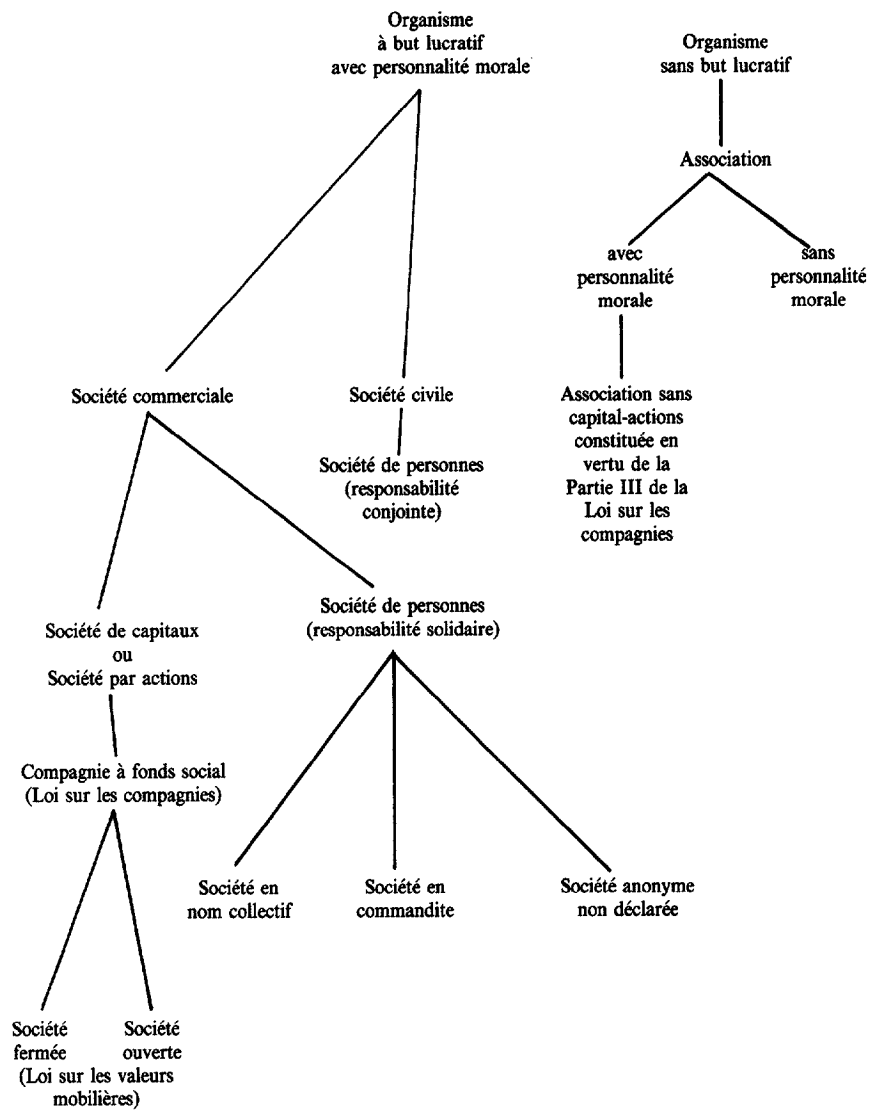 Organisme
à but lucratif
avec personnalité morale
Organisme
sans but lucratif
Association
avec
personnalité
morale
sans
personnalité
morale
Société commerciale
Société civile
Association sans
capital-actions
constituée en
vertu de la
Partie III de la
Loi sur les
compagnies
Société de personnes
(responsabilité
conjointe)
Société de capitaux
ou
Société par actions
Société de personnes
(responsabilité solidaire)
Compagnie à fonds social
(Loi sur les compagnies)
Société en
nom collectif
Société en
commandite
Société anonyme
non déclarée
Société
fermée
Société
ouverte
(Loi sur les valeurs
mobilières)